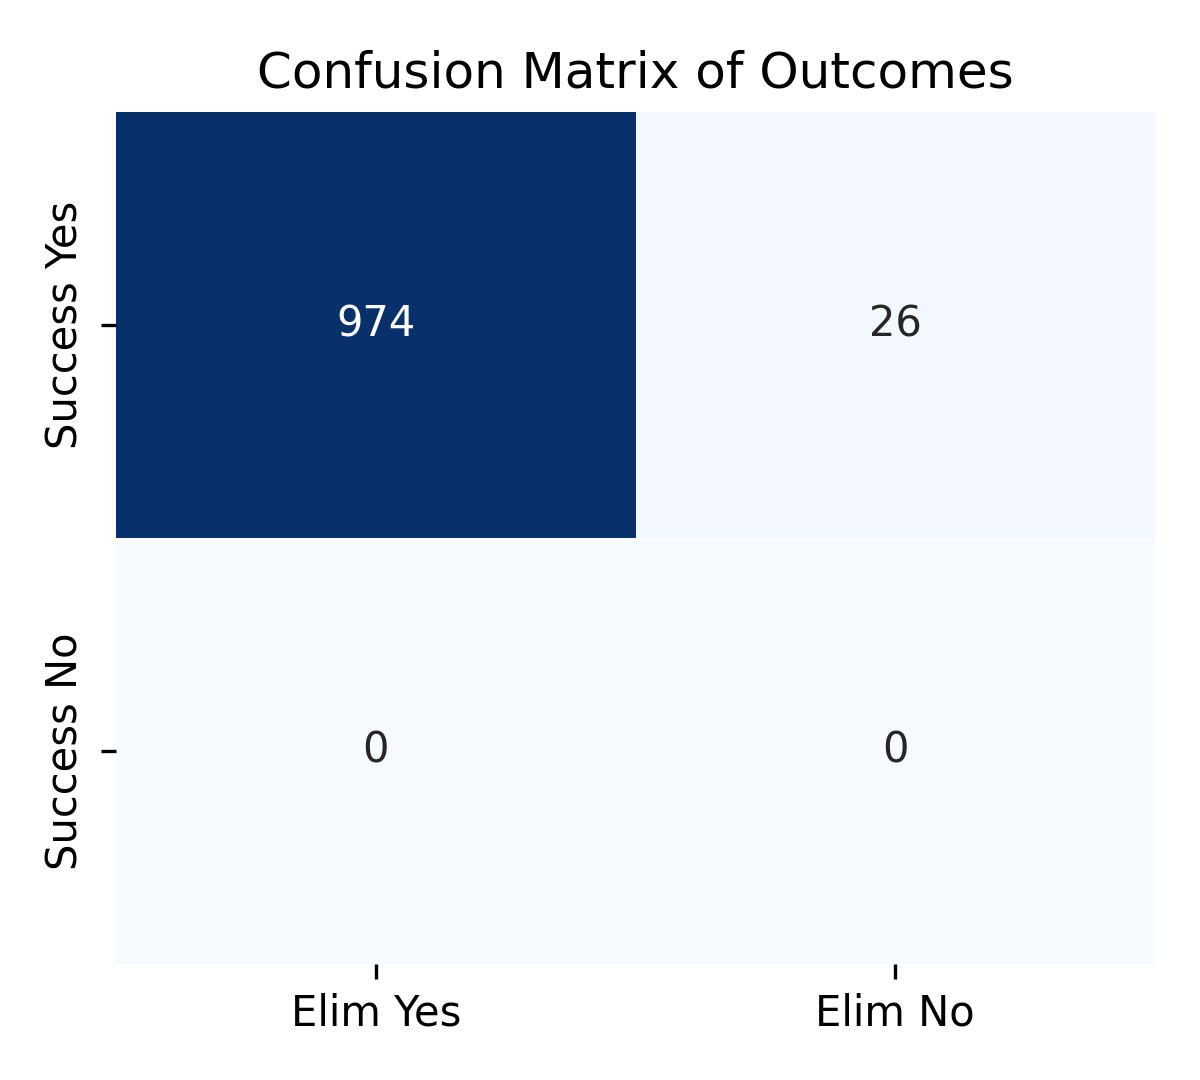 Confusion Matrix of Outcomes
Success Yes
974
26
Success No
0
0
Elim Yes
Elim No